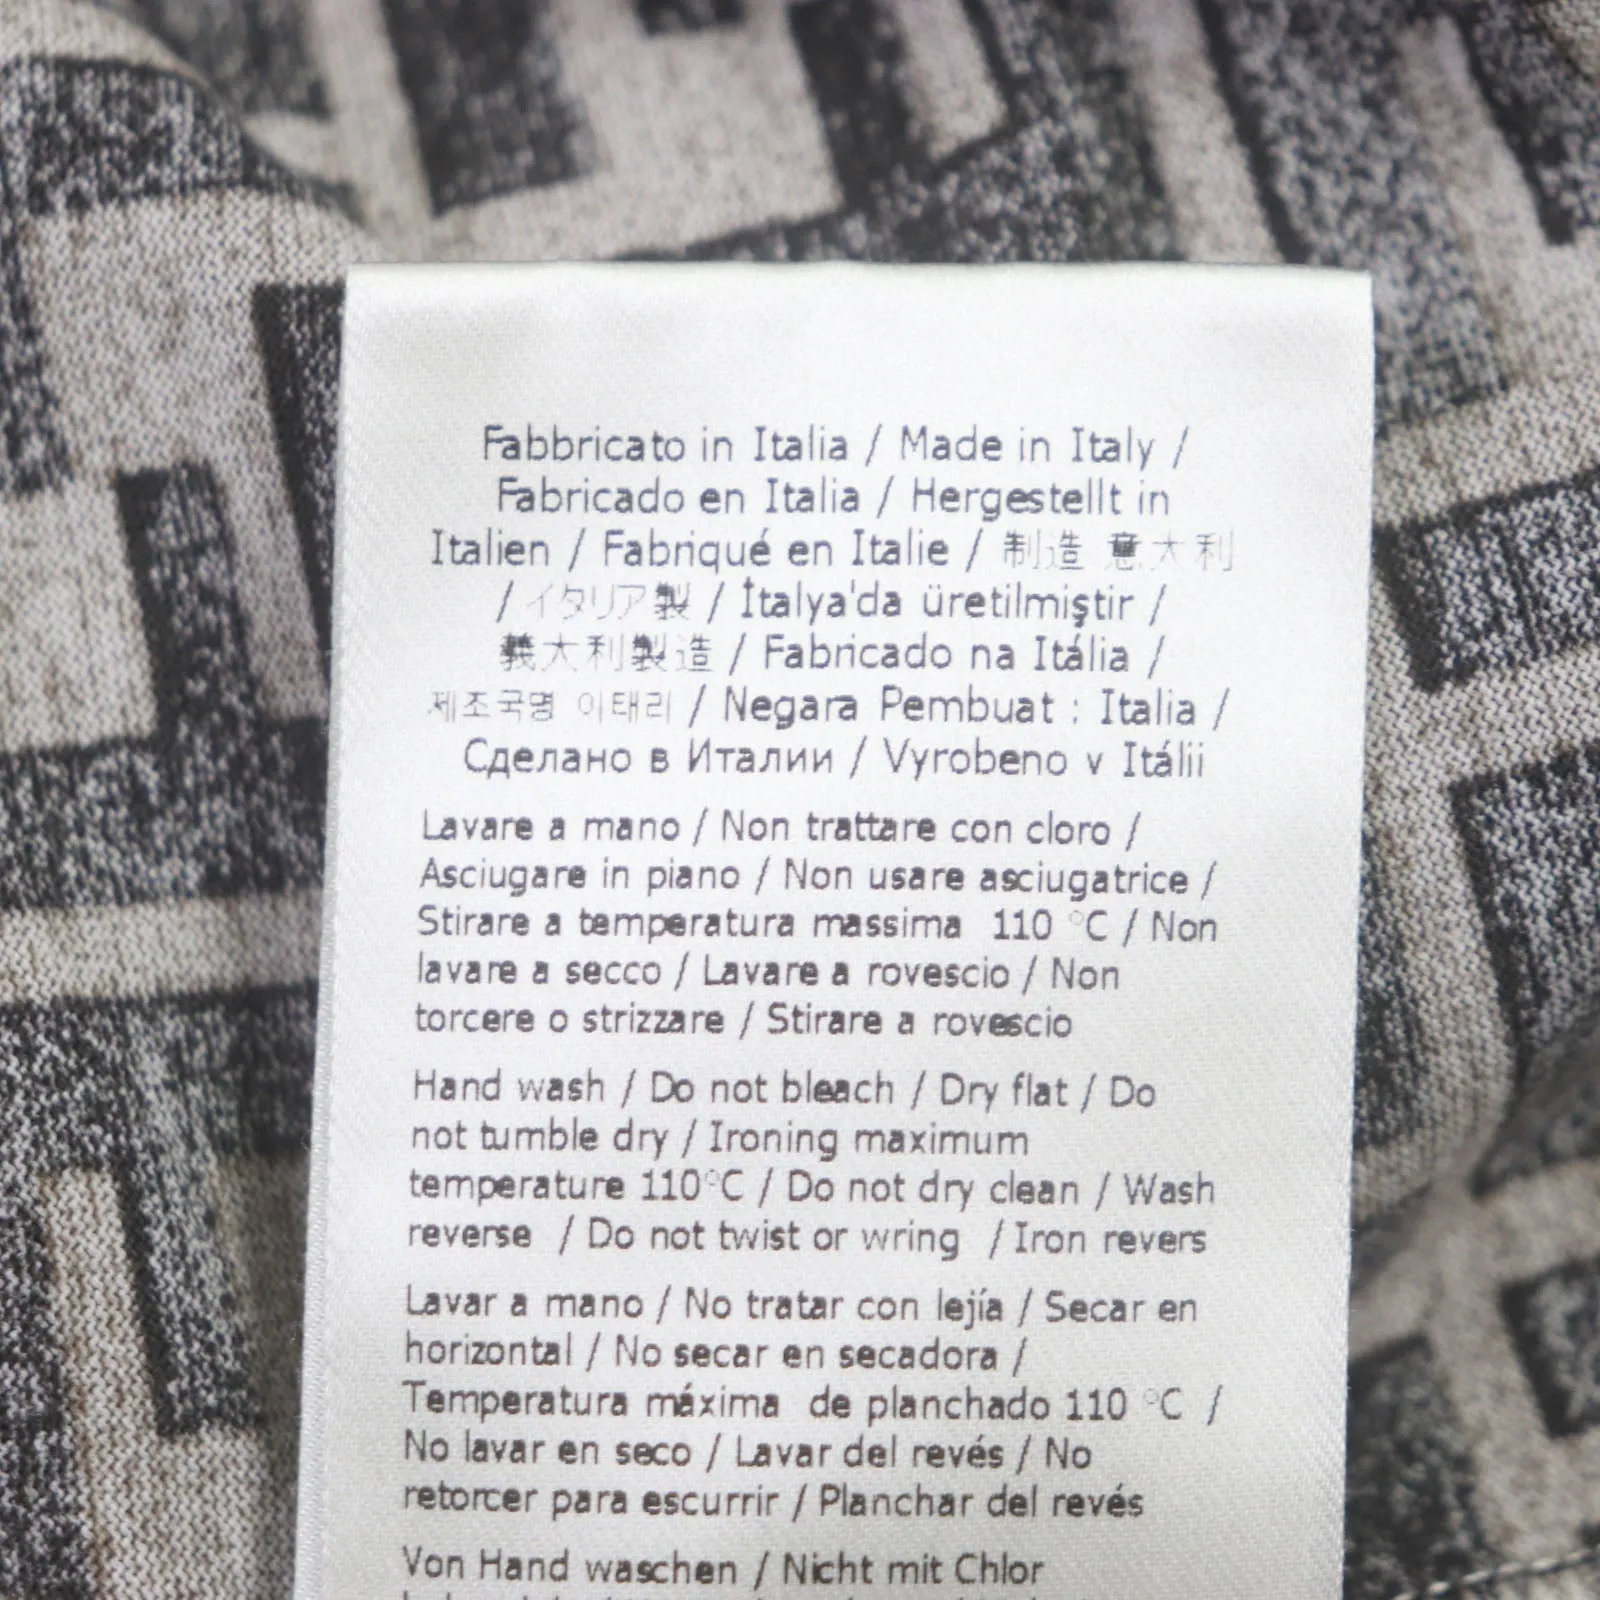 Fabbricato in Italia / Made in Italy /
Fabricado en Italia / Hergestellt in
Italien / Fabriqué en Italie / 制造 意大利
/ イタリア製 / İtalya'da üretilmiştir /
義大利製造 / Fabricado na Itália /
제조국명 이태리 / Negara Pembuat : Italia /
Сделано в Италии / Vyrobeno v Itálii
Lavare a mano / Non trattare con cloro /
Asciugare in piano / Non usare asciugatrice /
Stirare a temperatura massima 110 °C / Non
lavare a secco / Lavare a rovescio / Non
torcere o strizzare / Stirare a rovescio
Hand wash / Do not bleach / Dry flat / Do
not tumble dry / Ironing maximum
temperature 110°C / Do not dry clean / Wash
reverse / Do not twist or wring / Iron revers
Lavar a mano / No tratar con lejía / Secar en
horizontal / No secar en secadora /
Temperatura máxima de planchado 110 °C /
No lavar en seco / Lavar del revés / No
retorcer para escurrir / Planchar del revés
Von Hand waschen / Nicht mit Chlor